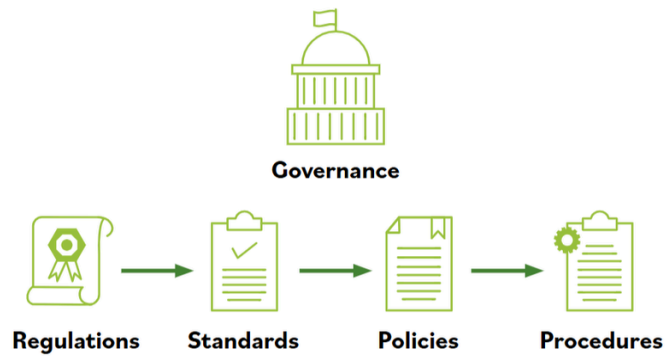 Governance
Regulations
Standards
Policies
Procedures